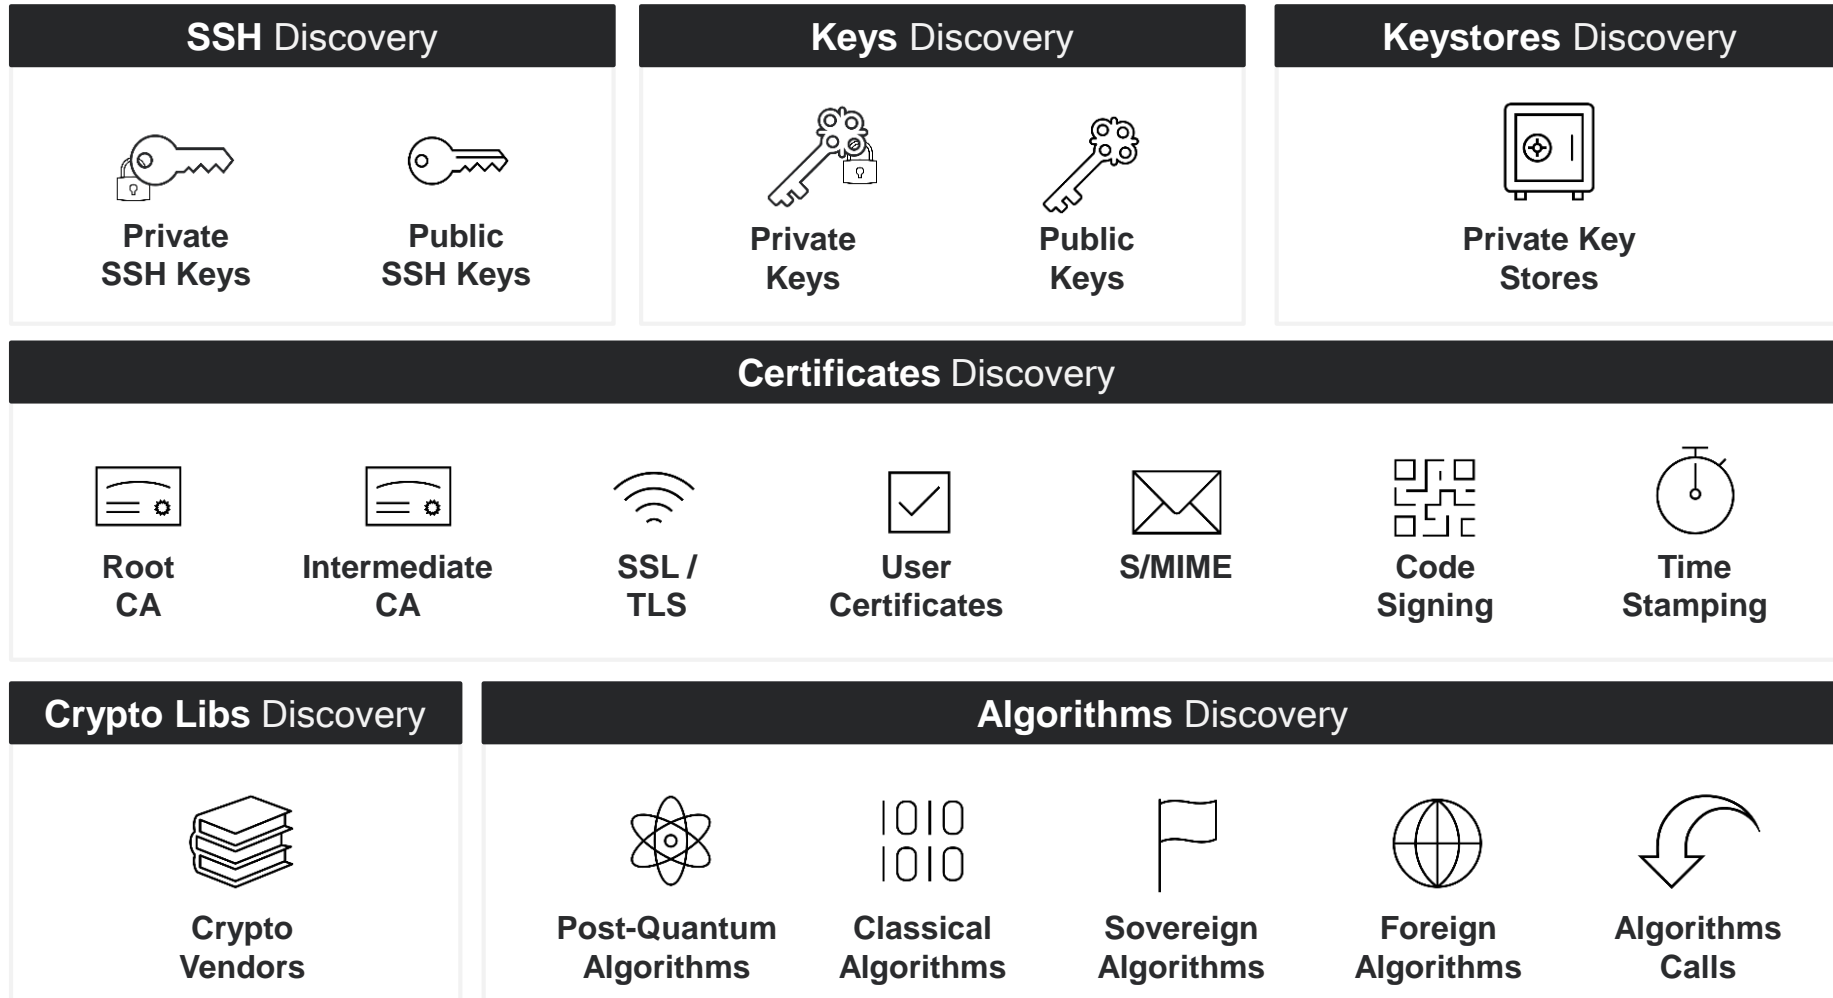 SSH Discovery
Private
SSH Keys
Public
SSH Keys
Keys Discovery
Private
Keys
Public
Keys
Keystores Discovery
Private Key
Stores
Certificates Discovery
Root
CA
Intermediate
CA
SSL /
TLS
User
Certificates
S/MIME
Code
Signing
Time
Stamping
Crypto Libs Discovery
Crypto
Vendors
Algorithms Discovery
1010
1010
Post-Quantum
Algorithms
Classical
Algorithms
Sovereign
Algorithms
Foreign
Algorithms
Algorithms
Calls